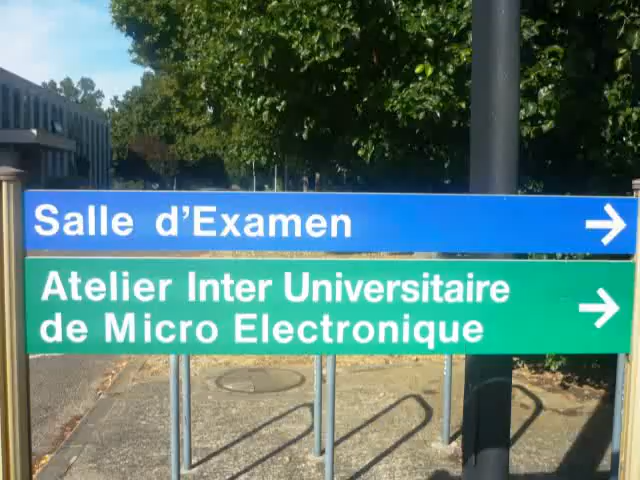 Salle d'Examen
Atelier Inter Universitaire
de Micro Electronique